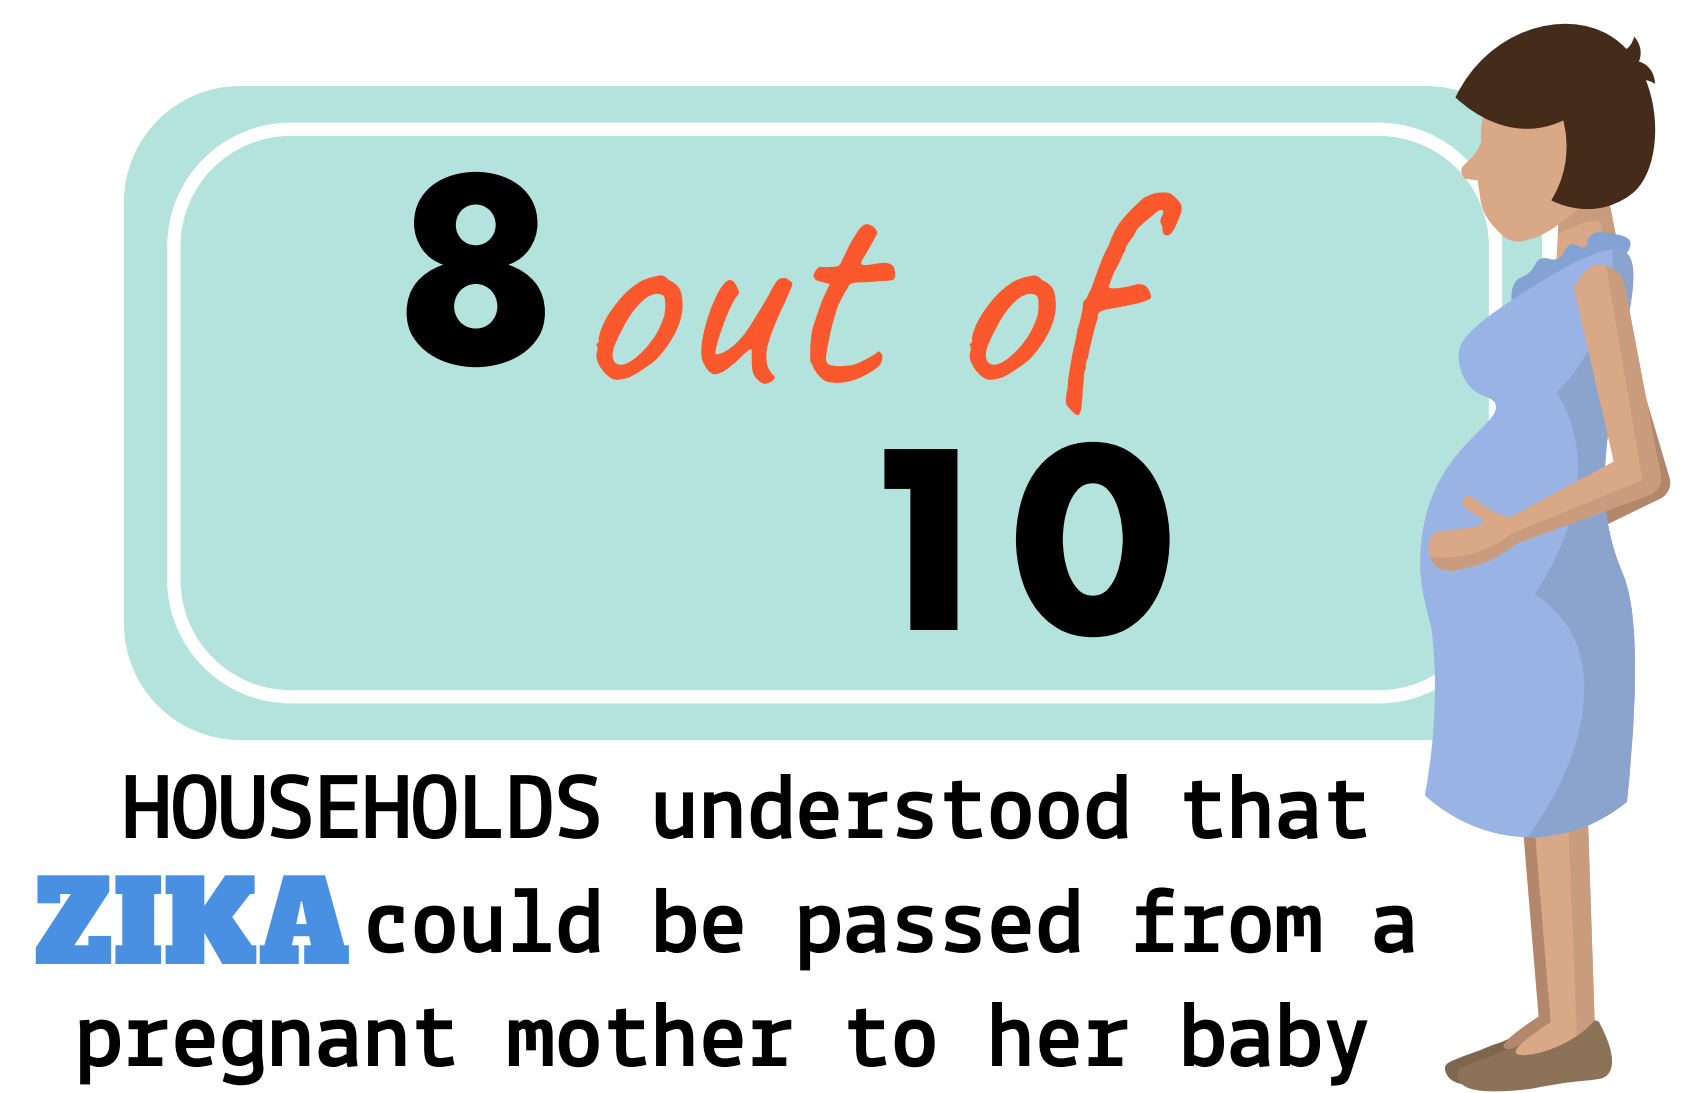 8 out of
10
HOUSEHOLDS understood that
ZIKA could be passed from a
pregnant mother to her baby